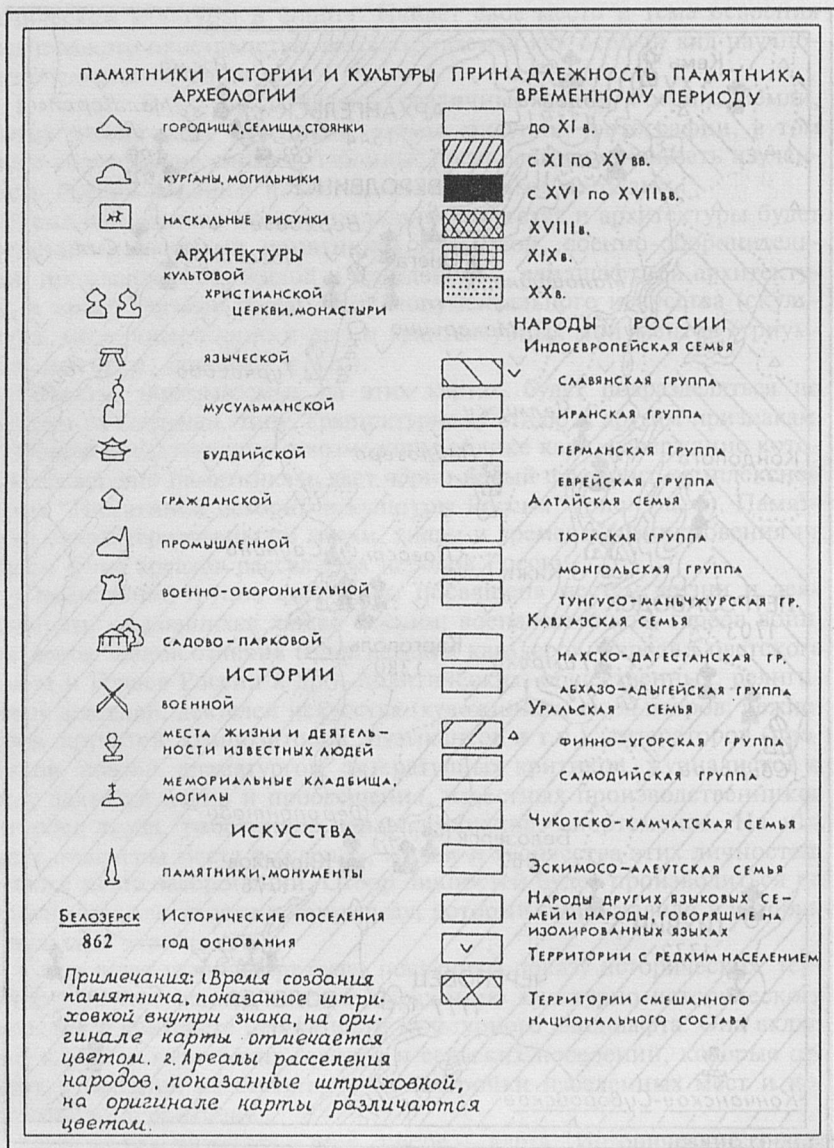 ПАМЯТНИКИ ИСТОРИИ И КУЛЬТУРЫ
АРХЕОЛОГИИ
ГОРОДИЩА, СЕЛИЩА, СТОЯНКИ
КУРГАНЫ, МОГИЛЬНИКИ
НАСКАЛЬНЫЕ РИСУНКИ
АРХИТЕКТУРЫ
КУЛЬТОВОЙ
ХРИСТИАНСКОЙ
ЦЕРКВИ, МОНАСТЫРИ
ЯЗЫЧЕСКОЙ
МУСУЛЬМАНСКОЙ
БУДДИЙСКОЙ
ГРАЖДАНСКОЙ
ПРОМЫШЛЕННОЙ
ВОЕННО-ОБОРОНИТЕЛЬНОЙ
САДОВО-ПАРКОВОЙ
ИСТОРИИ
ВОЕННОЙ
МЕСТА ЖИЗНИ И ДЕЯТЕЛЬ-
НОСТИ ИЗВЕСТНЫХ ЛЮДЕЙ
МЕМОРИАЛЬНЫЕ КЛАДБИЩА,
МОГИЛЫ
ИСКУССТВА
ПАМЯТНИКИ, МОНУМЕНТЫ
БЕЛОЗЕРСК ИСТОРИЧЕСКИЕ ПОСЕЛЕНИЯ
862 ГОД ОСНОВАНИЯ
Примечания: 1. Время создания
памятника, показанное штри-
ховкой внутри знака, на ори-
гинале карты отмечается
цветом. 2. Ареалы расселения
народов, показанные штриховкой,
на оригинале карты различаются
цветом.
ПРИНАДЛЕЖНОСТЬ ПАМЯТНИКА
ВРЕМЕННОМУ ПЕРИОДУ
до XI в.
с XI по XV вв.
с XVI по XVII вв.
XVIII в.
XIX в.
XX в.
НАРОДЫ РОССИИ
ИНДОЕВРОПЕЙСКАЯ СЕМЬЯ
СЛАВЯНСКАЯ ГРУППА
ИРАНСКАЯ ГРУППА
ГЕРМАНСКАЯ ГРУППА
ЕВРЕЙСКАЯ ГРУППА
АЛТАЙСКАЯ СЕМЬЯ
ТЮРКСКАЯ ГРУППА
МОНГОЛЬСКАЯ ГРУППА
ТУНГУСО-МАНЬЧЖУРСКАЯ ГР.
КАВКАЗСКАЯ СЕМЬЯ
НАХСКО-ДАГЕСТАНСКАЯ ГР.
АБХАЗО-АДЫГЕЙСКАЯ ГРУППА
УРАЛЬСКАЯ СЕМЬЯ
ФИННО-УГОРСКАЯ ГРУППА
САМОДИЙСКАЯ ГРУППА
ЧУКОТСКО-КАМЧАТСКАЯ СЕМЬЯ
ЭСКИМОСО-АЛЕУТСКАЯ СЕМЬЯ
НАРОДЫ ДРУГИХ ЯЗЫКОВЫХ СЕ-
МЕЙ И НАРОДЫ, ГОВОРЯЩИЕ НА
ИЗОЛИРОВАННЫХ ЯЗЫКАХ
ТЕРРИТОРИИ С РЕДКИМ НАСЕЛЕНИЕМ
ТЕРРИТОРИИ СМЕШАННОГО
НАЦИОНАЛЬНОГО СОСТАВА